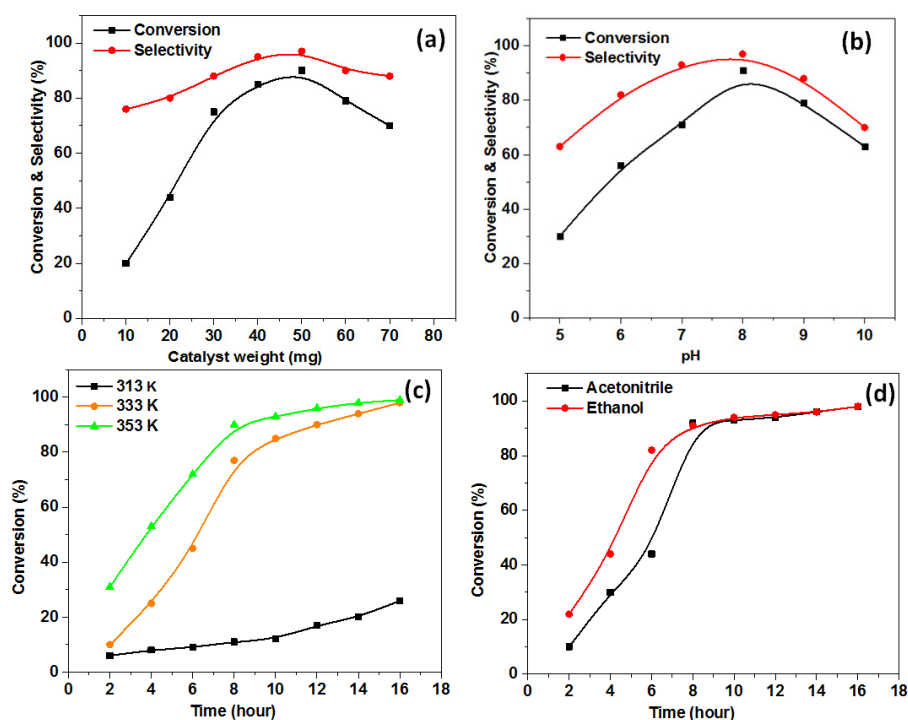 (a)
Conversion
Selectivity
Conversion & Selectivity (%)
100
80
60
40
20
0
0 10 20 30 40 50 60 70 80
Catalyst weight (mg)
(b)
Conversion
Selectivity
Conversion & Selectivity (%)
100
80
60
40
20
0
5 6 7 8 9 10
pH
(c)
313 K
333 K
353 K
Conversion (%)
100
80
60
40
20
0
0 2 4 6 8 10 12 14 16 18
Time (hour)
(d)
Acetonitrile
Ethanol
Conversion (%)
100
80
60
40
20
0
0 2 4 6 8 10 12 14 16 18
Time (hour)